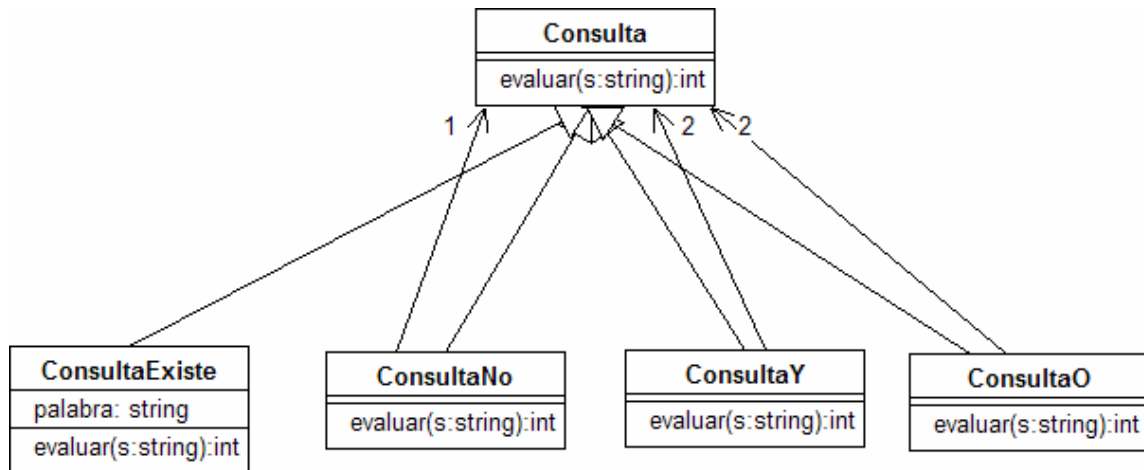 Consulta
evaluar(s:string):int
1
2
2
ConsultaExiste
palabra: string
evaluar(s:string):int
ConsultaNo
evaluar(s:string):int
ConsultaY
evaluar(s:string):int
ConsultaO
evaluar(s:string):int